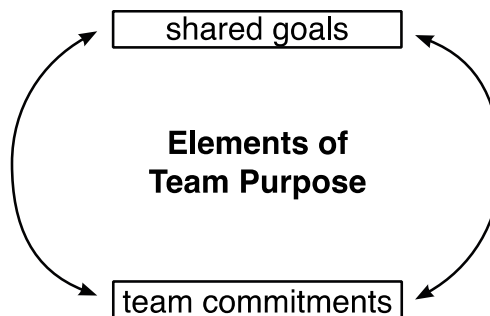 shared goals
Elements of
Team Purpose
team commitments